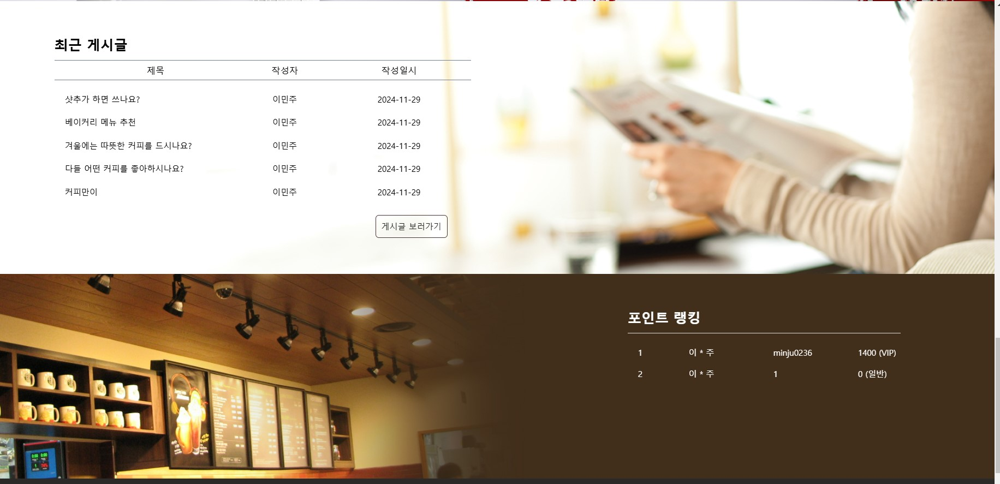 최근 게시글
제목 작성자 작성일시
샷추가 하면 쓰나요? 이민주 2024-11-29
베이커리 메뉴 추천 이민주 2024-11-29
겨울에는 따뜻한 커피를 드시나요? 이민주 2024-11-29
다들 어떤 커피를 좋아하시나요? 이민주 2024-11-29
커피만이 이민주 2024-11-29
게시글 보러가기
포인트 랭킹
1 이 * 주 minju0236 1400 (VIP)
2 이 * 주 1 0 (일반)